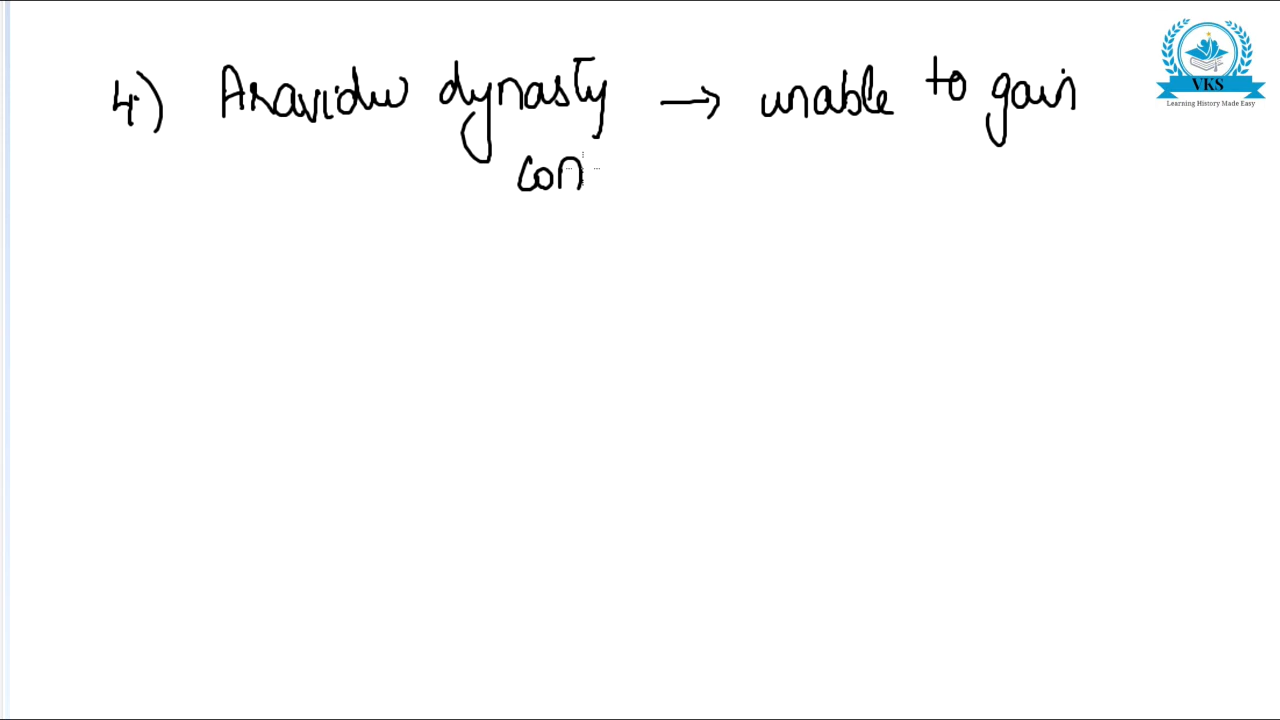 4) Aravidu dynasty → unable to gain
con
VKS
Learning History Made Easy